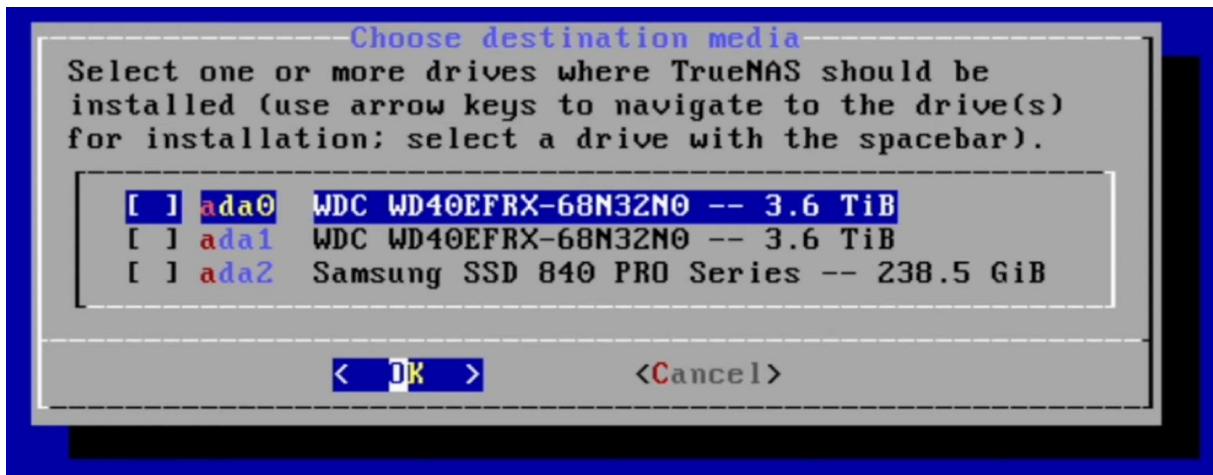 Choose destination media
Select one or more drives where TrueNAS should be
installed (use arrow keys to navigate to the drive(s)
for installation; select a drive with the spacebar).
[ ] ada0 WDC WD40EFRX-68N32N0 -- 3.6 TiB
[ ] ada1 WDC WD40EFRX-68N32N0 -- 3.6 TiB
[ ] ada2 Samsung SSD 840 PRO Series -- 238.5 GiB
< OK > <Cancel>